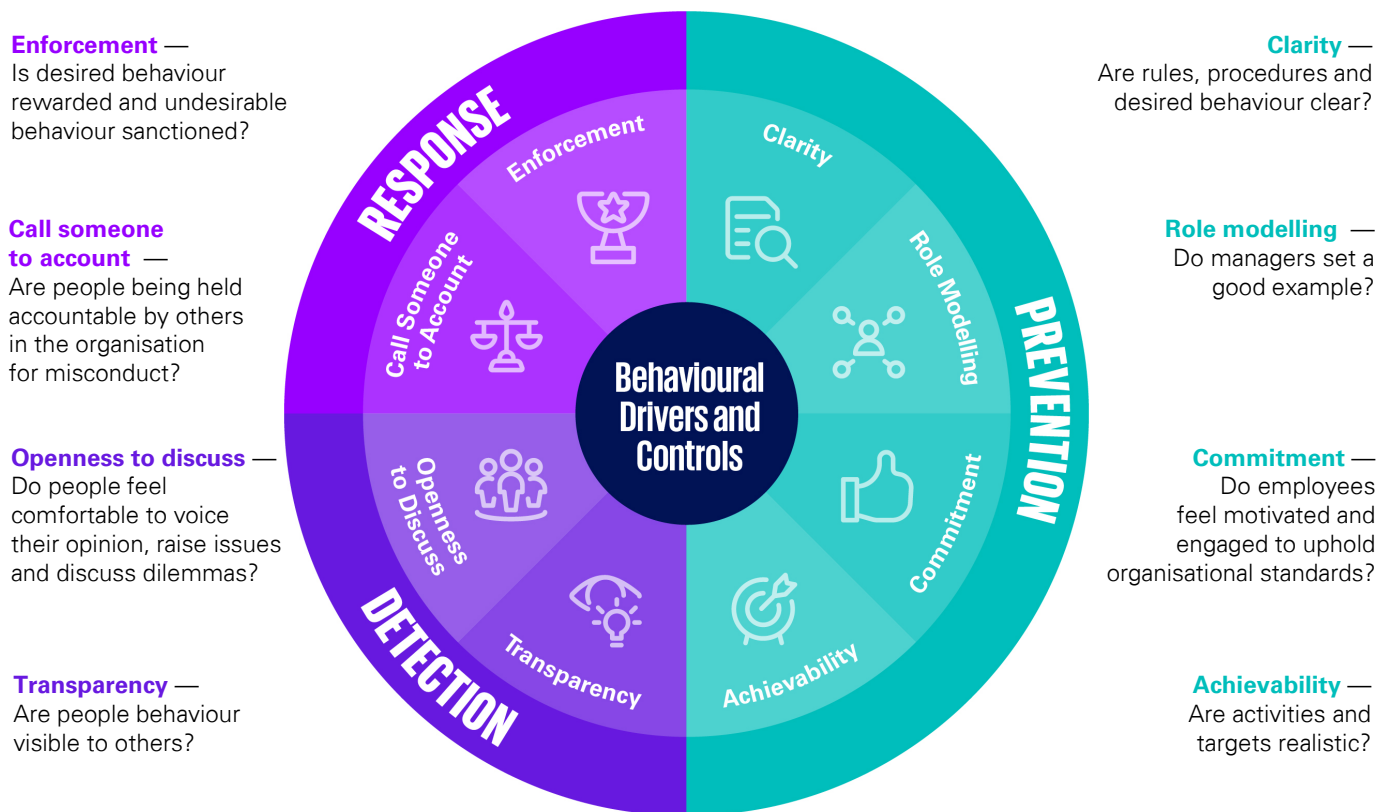 Enforcement —
Is desired behaviour
rewarded and undesirable
behaviour sanctioned?
Call someone
to account —
Are people being held
accountable by others
in the organisation
for misconduct?
Openness to discuss —
Do people feel
comfortable to voice
their opinion, raise issues
and discuss dilemmas?
Transparency —
Are people behaviour
visible to others?
RESPONSE
Enforcement
Call Someone
to Account
DETECTION
Openness
to Discuss
Transparency
Behavioural
Drivers and
Controls
PREVENTION
Clarity
Role Modelling
Commitment
Achievability
Clarity —
Are rules, procedures and
desired behaviour clear?
Role modelling —
Do managers set a
good example?
Commitment —
Do employees
feel motivated and
engaged to uphold
organisational standards?
Achievability —
Are activities and
targets realistic?